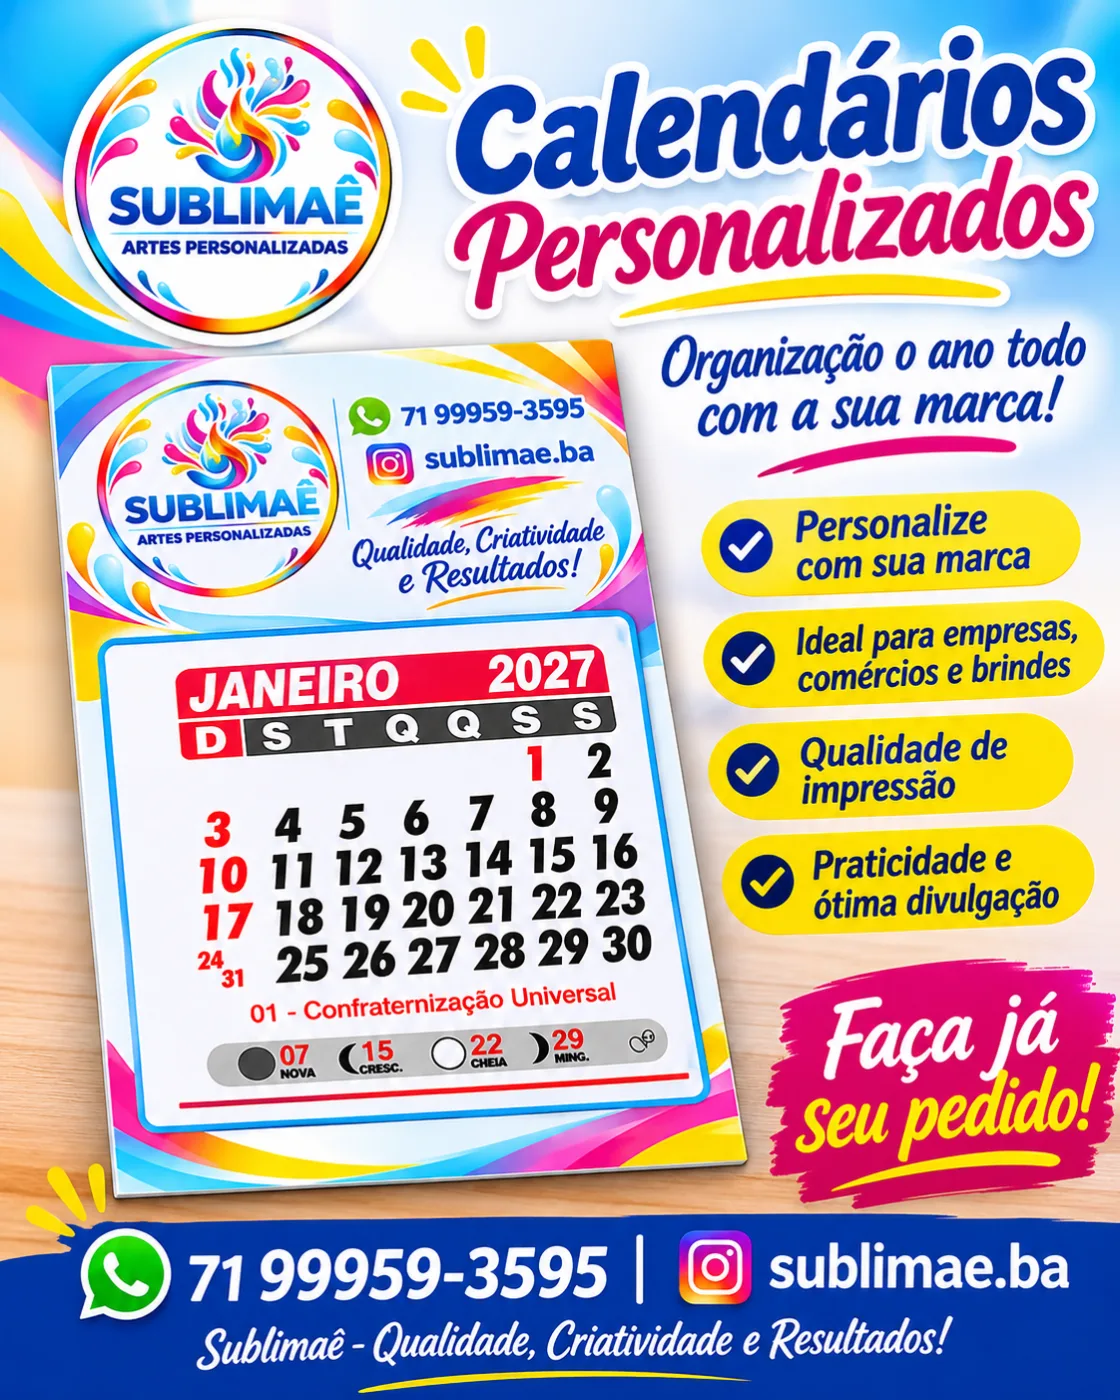 SUBLIMAÊ
ARTES PERSONALIZADAS
Calendários
Personalizados
Organização o ano todo
com a sua marca!
SUBLIMAÊ
ARTES PERSONALIZADAS
71 99959-3595
sublimae.ba
Qualidade, Criatividade
e Resultados!
JANEIRO 2027
D S T Q Q S S
1 2
3 4 5 6 7 8 9
10 11 12 13 14 15 16
17 18 19 20 21 22 23
24 31 25 26 27 28 29 30
01 - Confraternização Universal
07 NOVA 15 CRESC. 22 CHEIA 29 MING.
Personalize
com sua marca
Ideal para empresas,
comércios e brindes
Qualidade de
impressão
Praticidade e
ótima divulgação
Faça já
seu pedido!
71 99959-3595 | sublimae.ba
Sublimaê - Qualidade, Criatividade e Resultados!